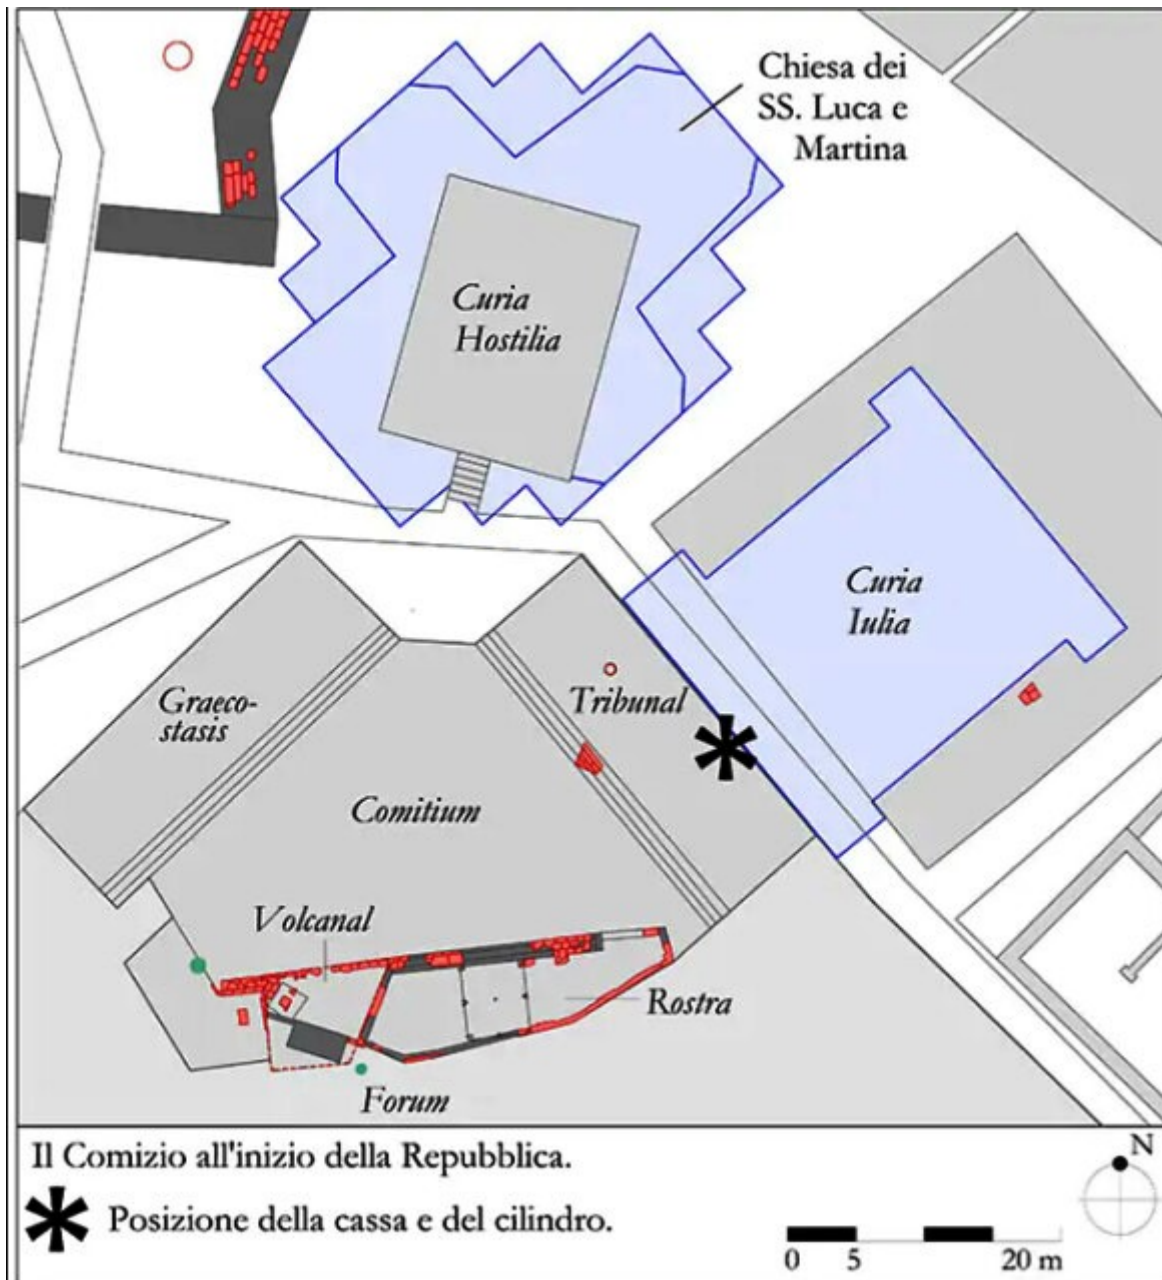 Chiesa dei
SS. Luca e
Martina
Curia
Hostilia
Curia
Iulia
Graeco-
stasis
Tribunal
Comitium
Volcanal
Rostra
Forum
Il Comizio all'inizio della Repubblica.
Posizione della cassa e del cilindro.
N
0 5 20 m